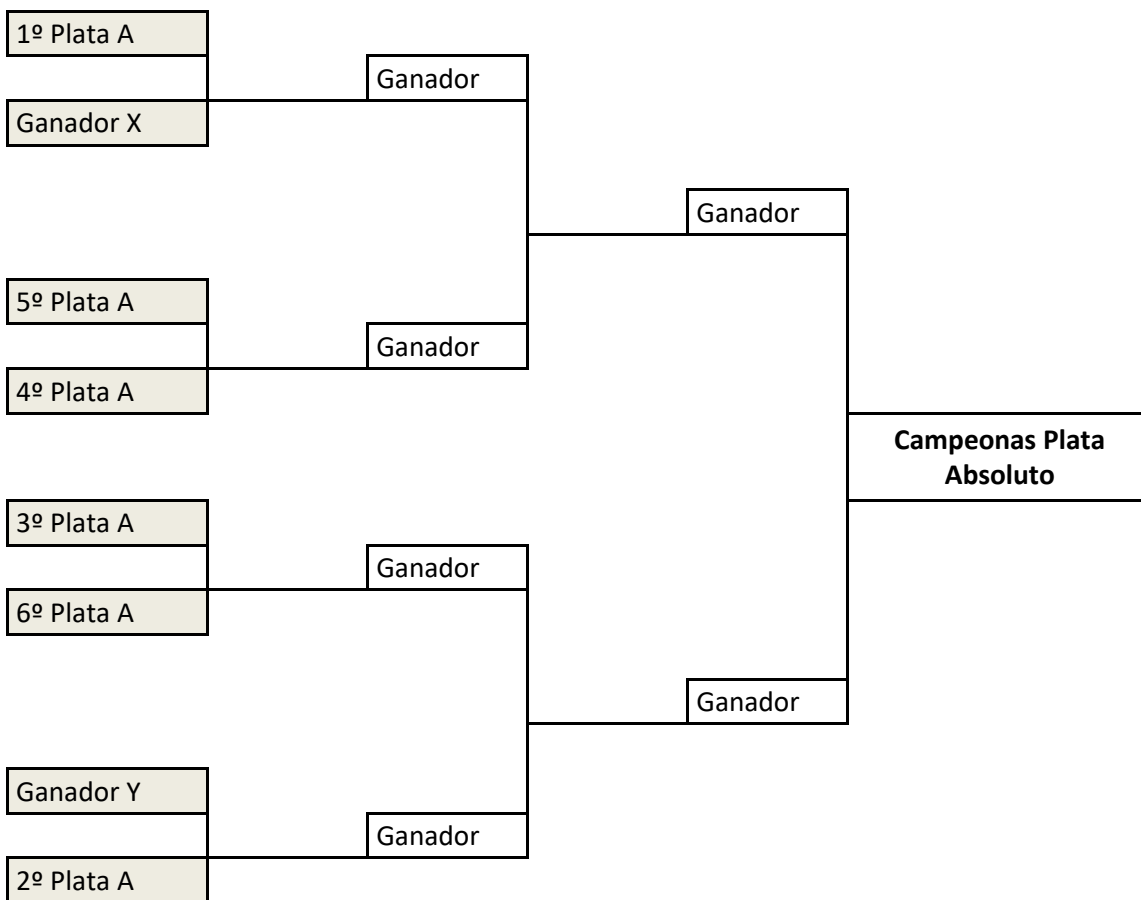 1º Plata A
Ganador
Ganador X
Ganador
5º Plata A
Ganador
4º Plata A
Campeonas Plata
Absoluto
3º Plata A
Ganador
6º Plata A
Ganador
Ganador Y
Ganador
2º Plata A